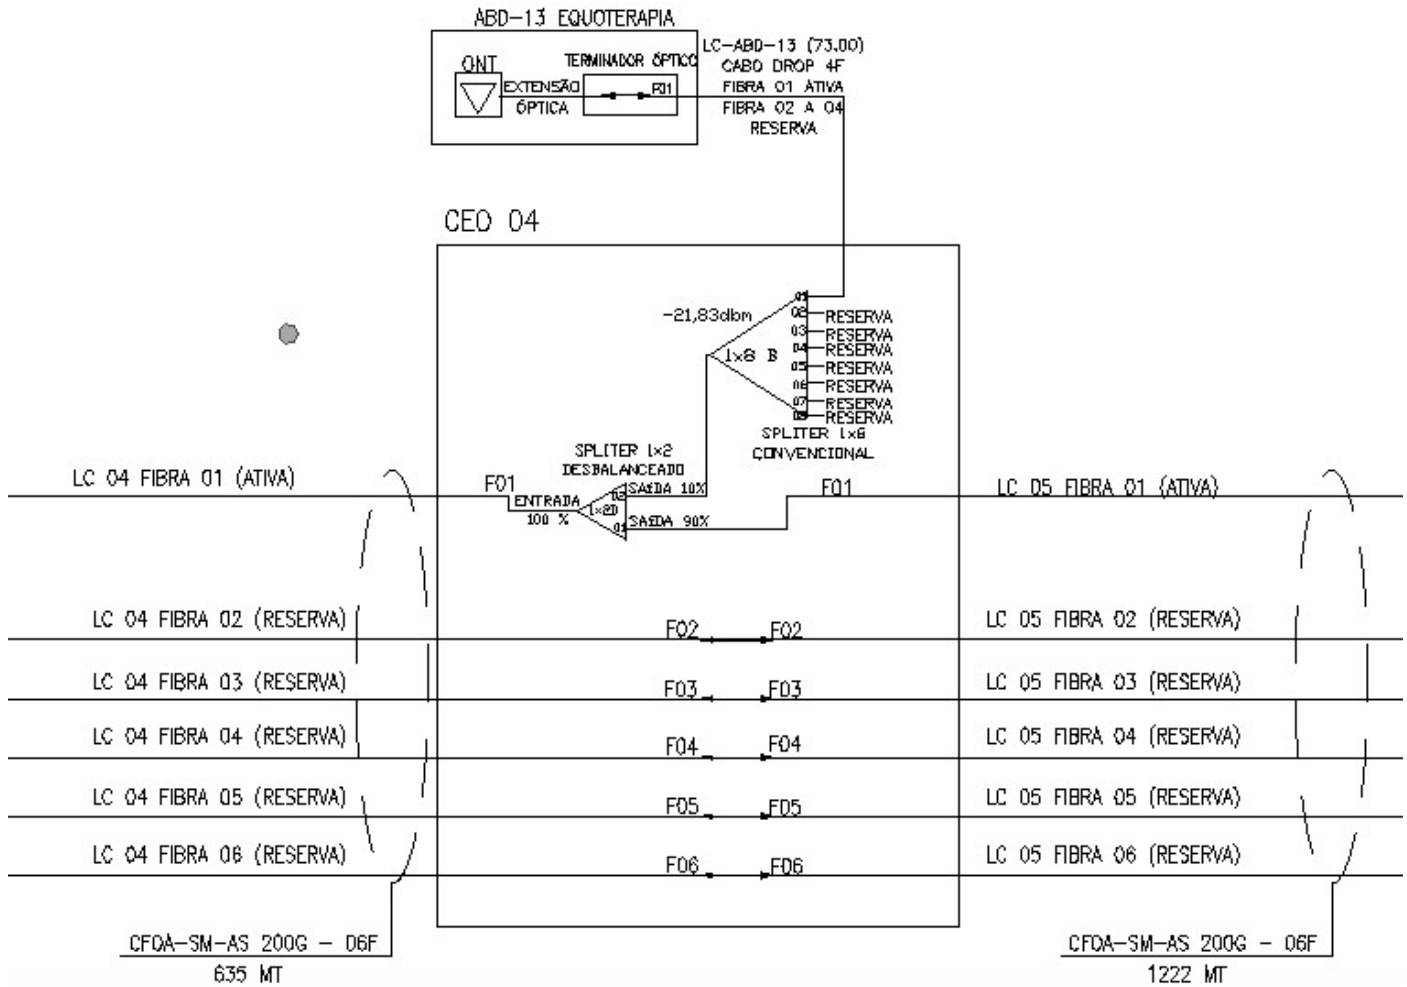 ABD-13 EQUOTERAPIA
ONT
EXTENSÃO
ÓPTICA
TERMINADOR ÓPTICO
F01
LC-ABD-13 (73.00)
CABO DROP 4F
FIBRA 01 ATIVA
FIBRA 02 A 04
RESERVA
CEO 04
-21,83dbm
1x8 B
01
02 RESERVA
03 RESERVA
04 RESERVA
05 RESERVA
06 RESERVA
07 RESERVA
08 RESERVA
SPLITER 1x8
CONVENCIONAL
SPLITER 1x2
DESBALANCEADO
LC 04 FIBRA 01 (ATIVA)
F01
ENTRADA
100 %
1x2D
02 SAÍDA 10%
01 SAÍDA 90%
F01
LC 05 FIBRA 01 (ATIVA)
LC 04 FIBRA 02 (RESERVA)
F02 F02
LC 05 FIBRA 02 (RESERVA)
LC 04 FIBRA 03 (RESERVA)
F03 F03
LC 05 FIBRA 03 (RESERVA)
LC 04 FIBRA 04 (RESERVA)
F04 F04
LC 05 FIBRA 04 (RESERVA)
LC 04 FIBRA 05 (RESERVA)
F05 F05
LC 05 FIBRA 05 (RESERVA)
LC 04 FIBRA 06 (RESERVA)
F06 F06
LC 05 FIBRA 06 (RESERVA)
CFOA-SM-AS 200G - 06F
635 MT
CFOA-SM-AS 200G - 06F
1222 MT